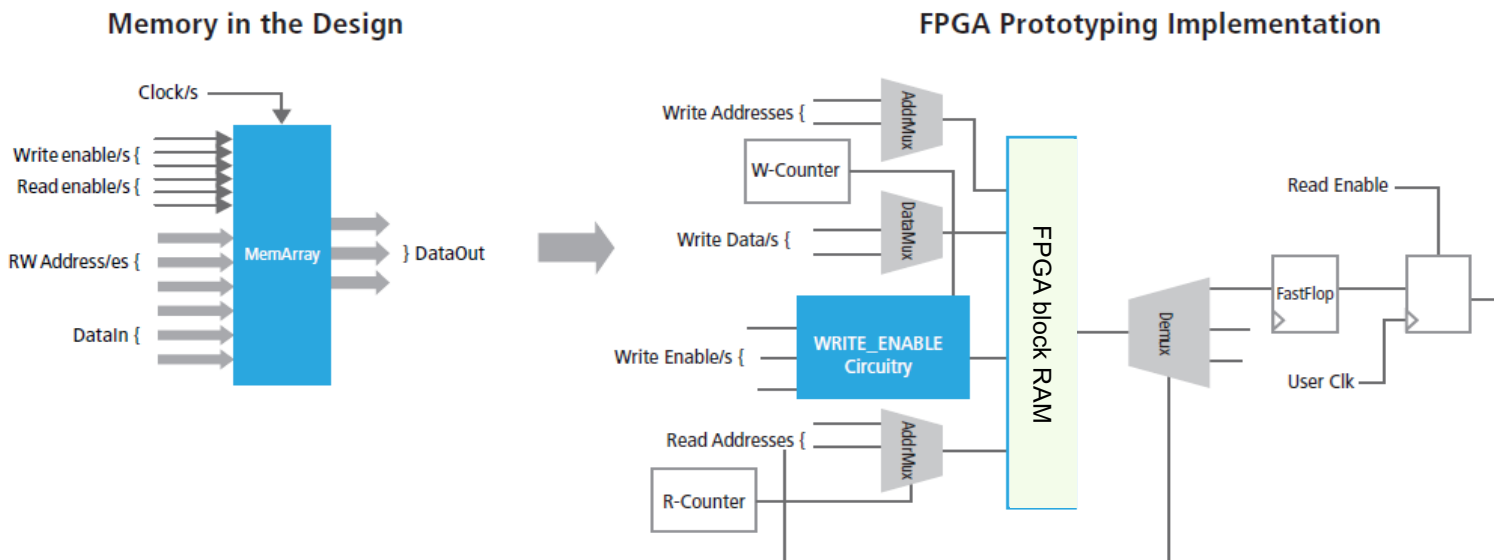 Memory in the Design
FPGA Prototyping Implementation
Clock/s
Write enable/s {
Read enable/s {
RW Address/es {
DataIn {
MemArray
} DataOut
Write Addresses {
AddrMux
W-Counter
Write Data/s {
DataMux
Write Enable/s {
WRITE_ENABLE
Circuitry
Read Addresses {
AddrMux
R-Counter
FPGA block RAM
Demux
FastFlop
Read Enable
User Clk